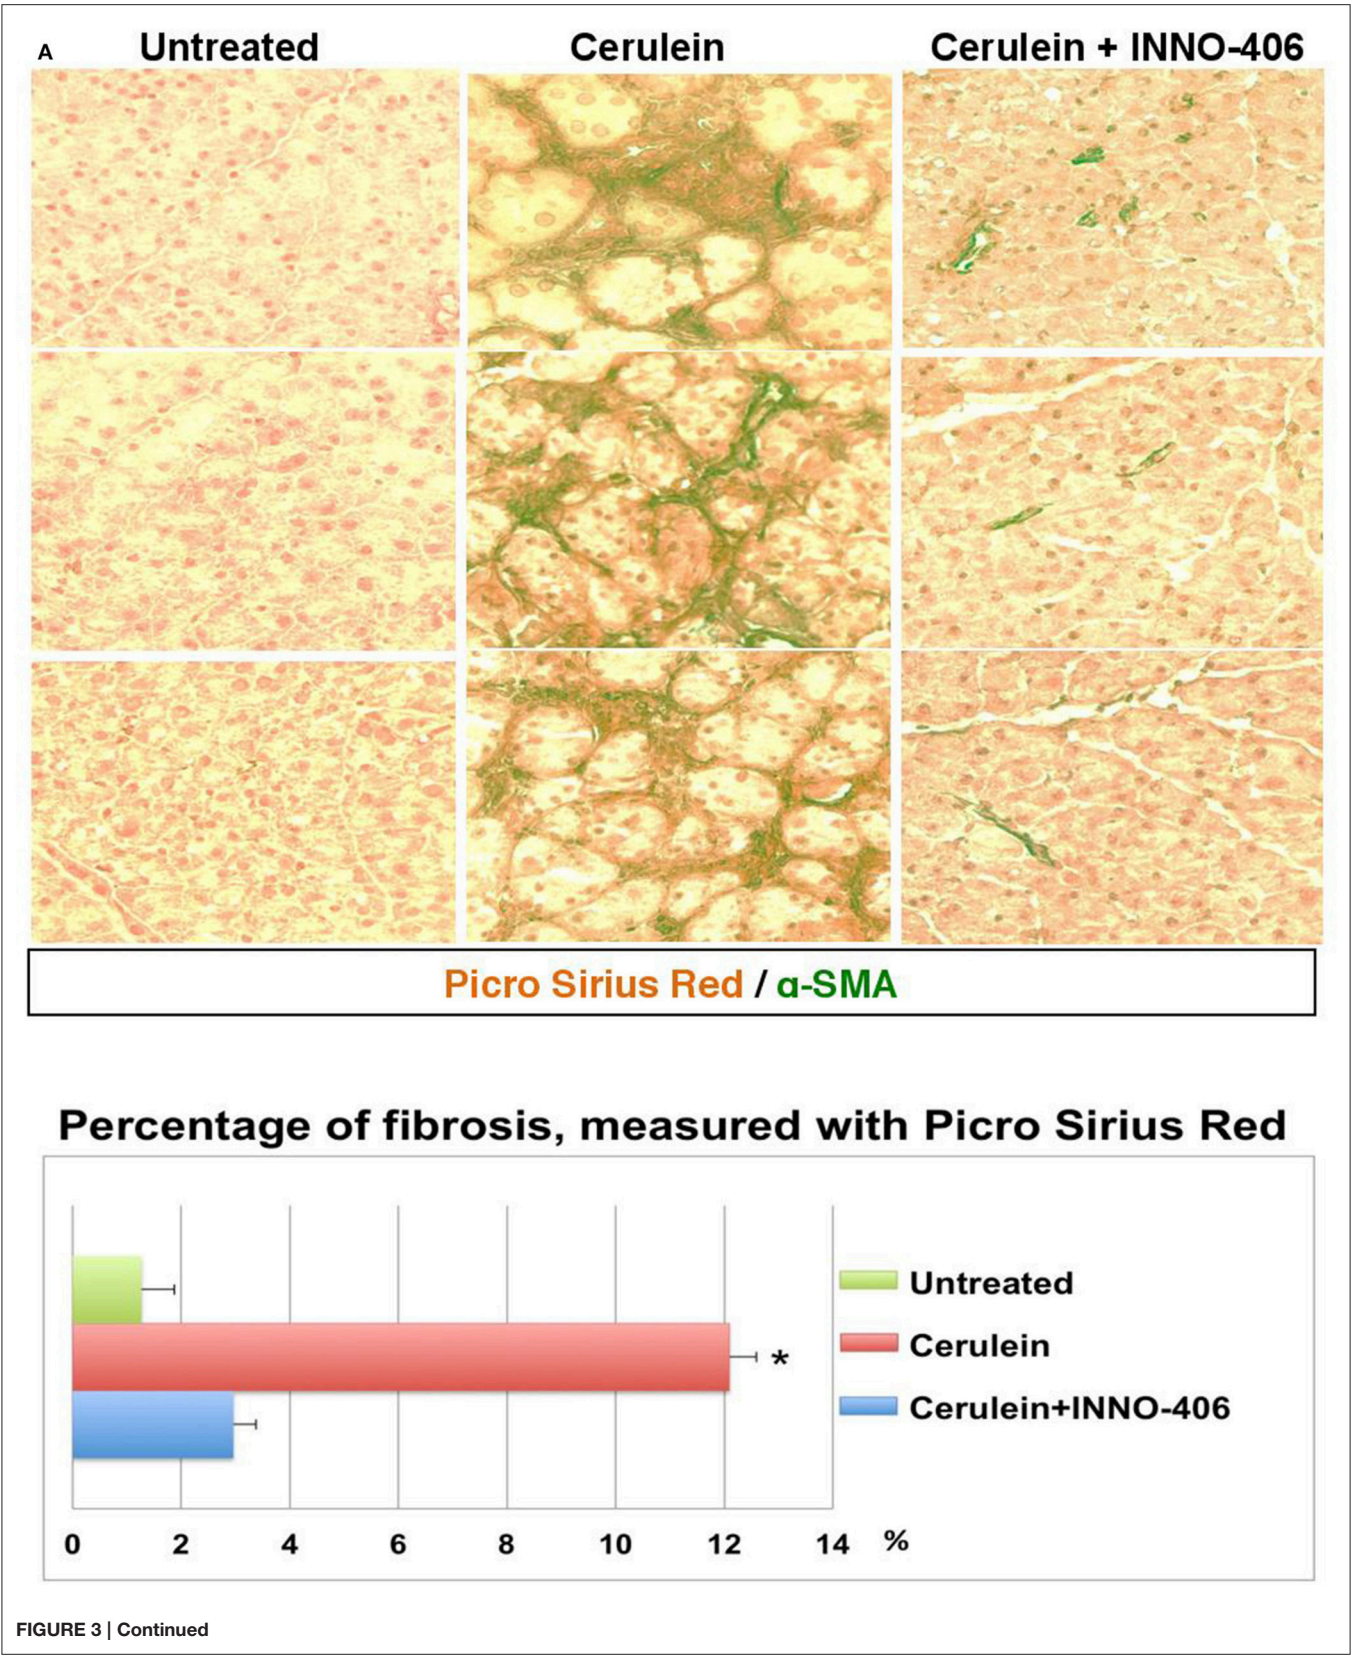 A
Untreated
Cerulein
Cerulein + INNO-406
Picro Sirius Red / α-SMA
Percentage of fibrosis, measured with Picro Sirius Red
*
Untreated
Cerulein
Cerulein+INNO-406
0 2 4 6 8 10 12 14 %
FIGURE 3 | Continued